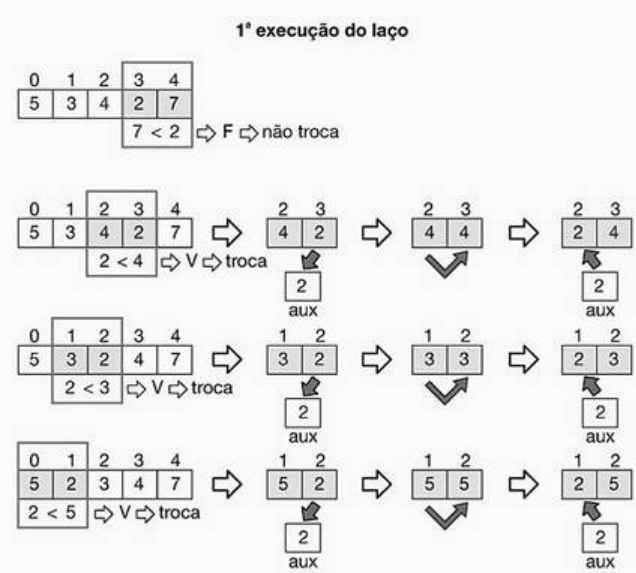 1ª execução do laço
0 1 2 3 4
5 3 4 2 7
7 < 2 ⇨ F ⇨ não troca
0 1 2 3 4 2 3 2 3 2 3
5 3 4 2 7 ⇨ 4 2 ⇨ 4 4 ⇨ 2 4
2 < 4 ⇨ V ⇨ troca 2 2
aux aux
0 1 2 3 4 1 2 1 2 1 2
5 3 2 4 7 ⇨ 3 2 ⇨ 3 3 ⇨ 2 3
2 < 3 ⇨ V ⇨ troca 2 2
aux aux
0 1 2 3 4 1 2 1 2 1 2
5 2 3 4 7 ⇨ 5 2 ⇨ 5 5 ⇨ 2 5
2 < 5 ⇨ V ⇨ troca 2 2
aux aux